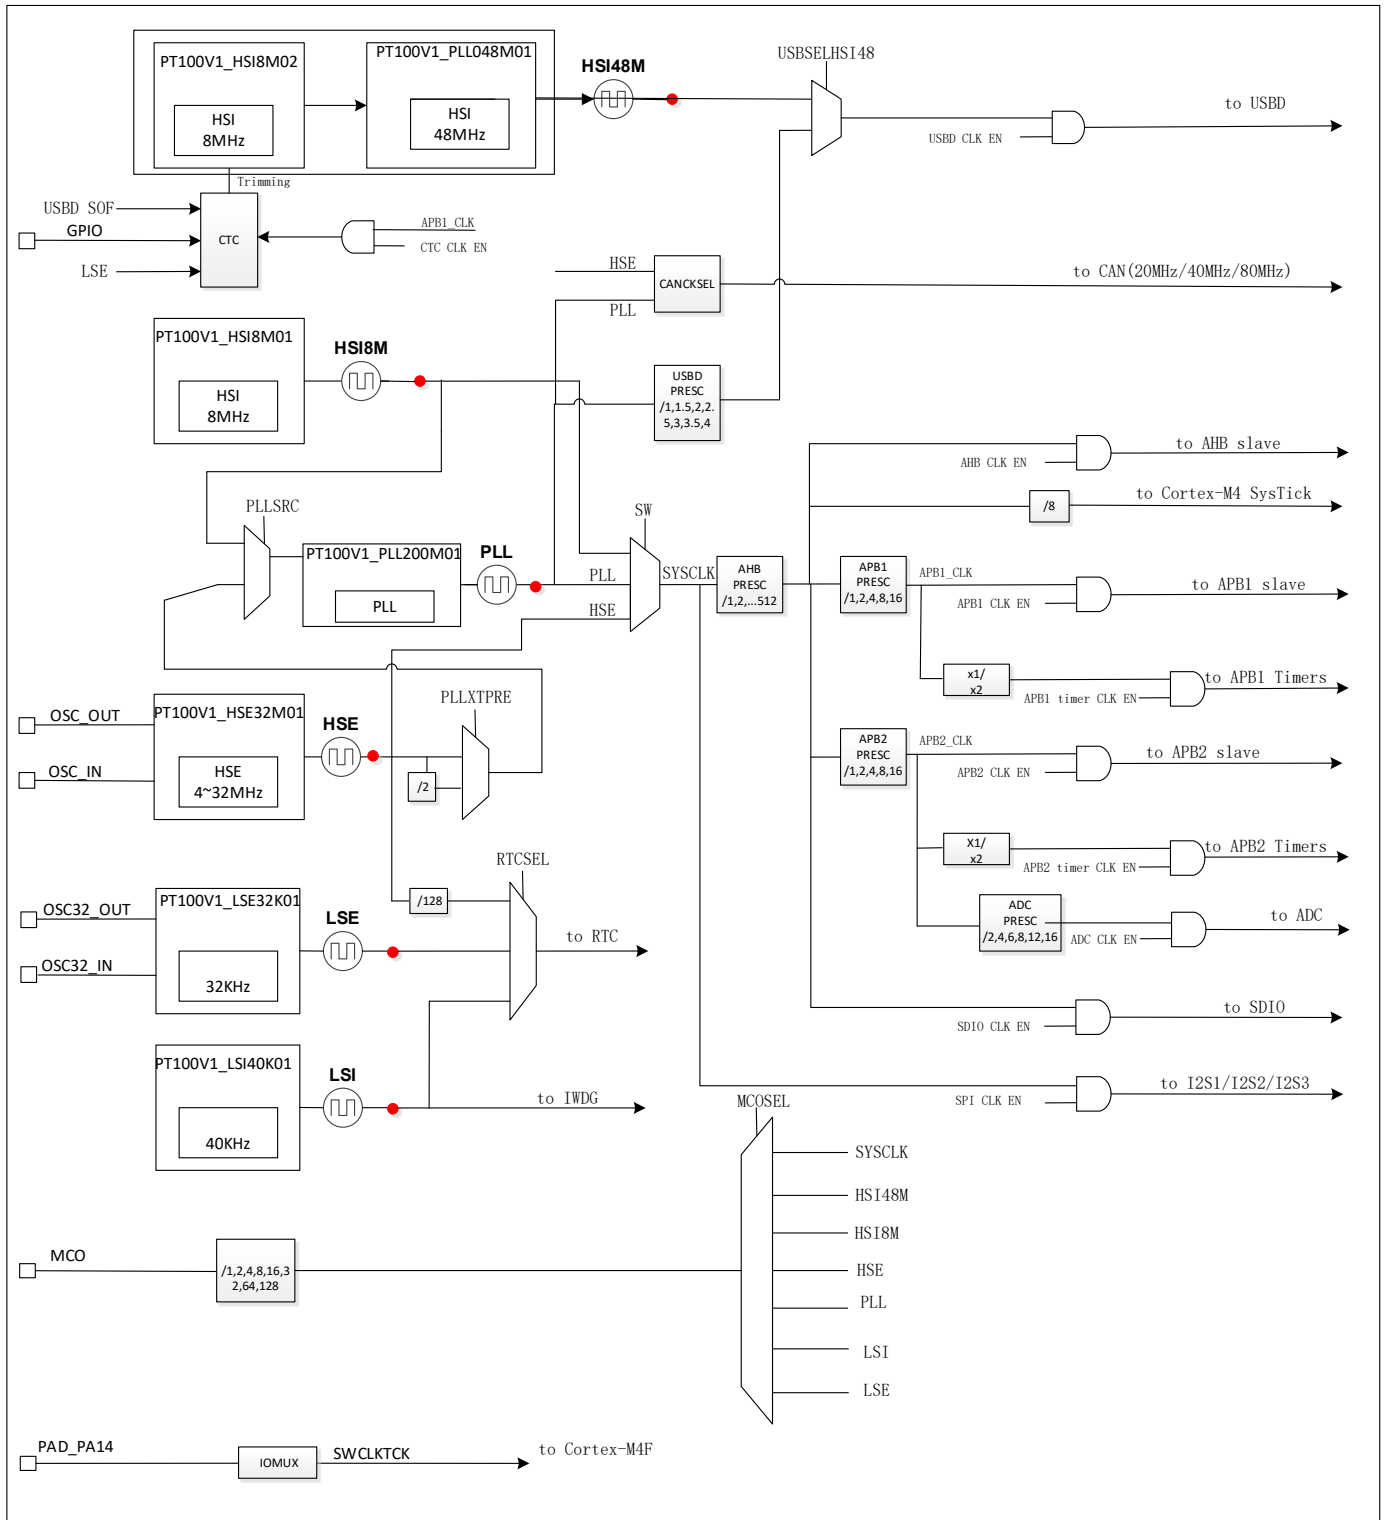 PT100V1_HSI8M02
HSI
8MHz
PT100V1_PLL048M01
HSI
48MHz
HSI48M
USBSELHSI48
USBD CLK EN
to USBD
Trimming
USBD SOF
GPIO
LSE
CTC
APB1_CLK
CTC CLK EN
HSE
PLL
CANCKSEL
to CAN(20MHz/40MHz/80MHz)
PT100V1_HSI8M01
HSI
8MHz
HSI8M
USBD
PRESC
/1,1.5,2,2.
5,3,3.5,4
AHB CLK EN
to AHB slave
/8
to Cortex-M4 SysTick
PLLSRC
PT100V1_PLL200M01
PLL
PLL
SW
PLL
HSE
SYSCLK
AHB
PRESC
/1,2,...512
APB1
PRESC
/1,2,4,8,16
APB1_CLK
APB1 CLK EN
to APB1 slave
x1/
x2
APB1 timer CLK EN
to APB1 Timers
OSC_OUT
OSC_IN
PT100V1_HSE32M01
HSE
4~32MHz
HSE
PLLXTPRE
/2
APB2
PRESC
/1,2,4,8,16
APB2_CLK
APB2 CLK EN
to APB2 slave
X1/
x2
APB2 timer CLK EN
to APB2 Timers
ADC
PRESC
/2,4,6,8,12,16
ADC CLK EN
to ADC
OSC32_OUT
OSC32_IN
PT100V1_LSE32K01
32KHz
LSE
RTCSEL
/128
to RTC
SDIO CLK EN
to SDIO
PT100V1_LSI40K01
40KHz
LSI
to IWDG
SPI CLK EN
to I2S1/I2S2/I2S3
MCOSEL
SYSCLK
HSI48M
HSI8M
HSE
PLL
LSI
LSE
MCO
/1,2,4,8,16,3
2,64,128
PAD_PA14
IOMUX
SWCLKTCK
to Cortex-M4F